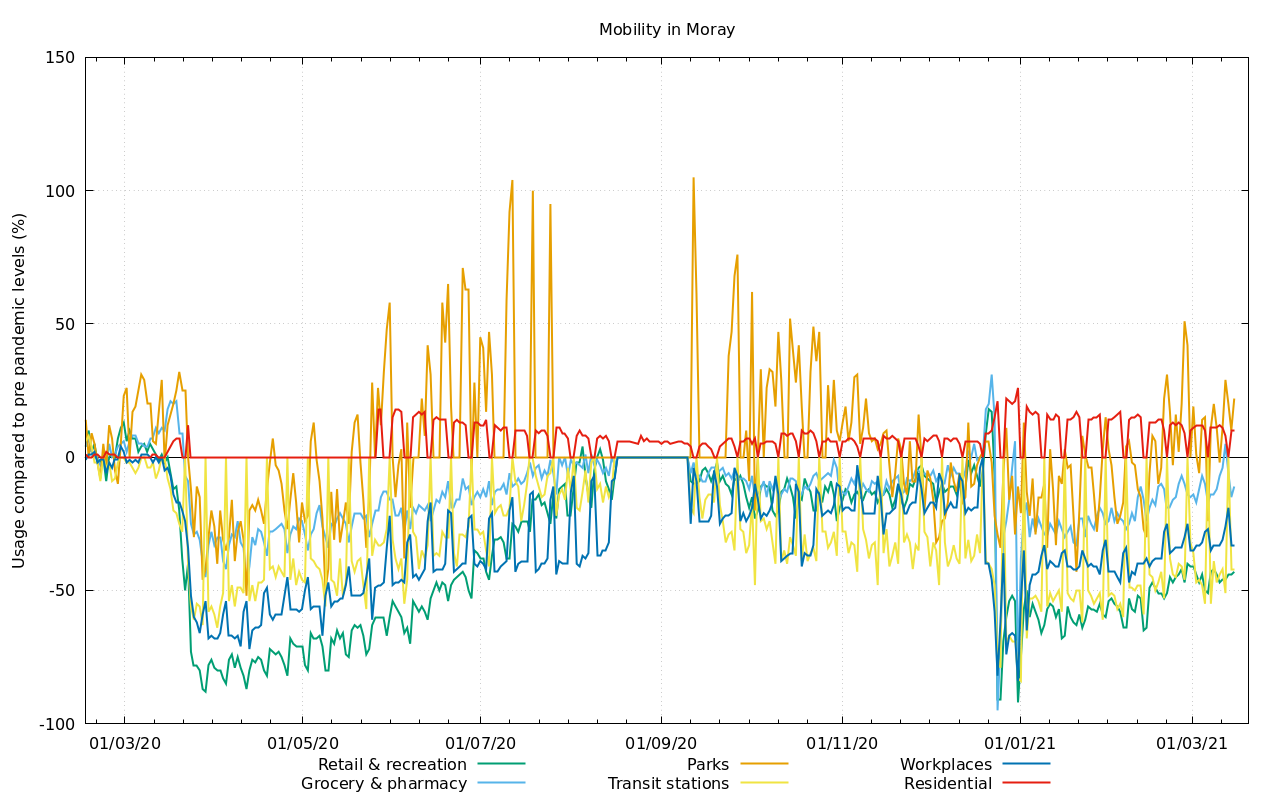 Mobility in Moray
Usage compared to pre pandemic levels (%)
150
100
50
0
-50
-100
01/03/20 01/05/20 01/07/20 01/09/20 01/11/20 01/01/21 01/03/21
Retail & recreation Parks Workplaces
Grocery & pharmacy Transit stations Residential